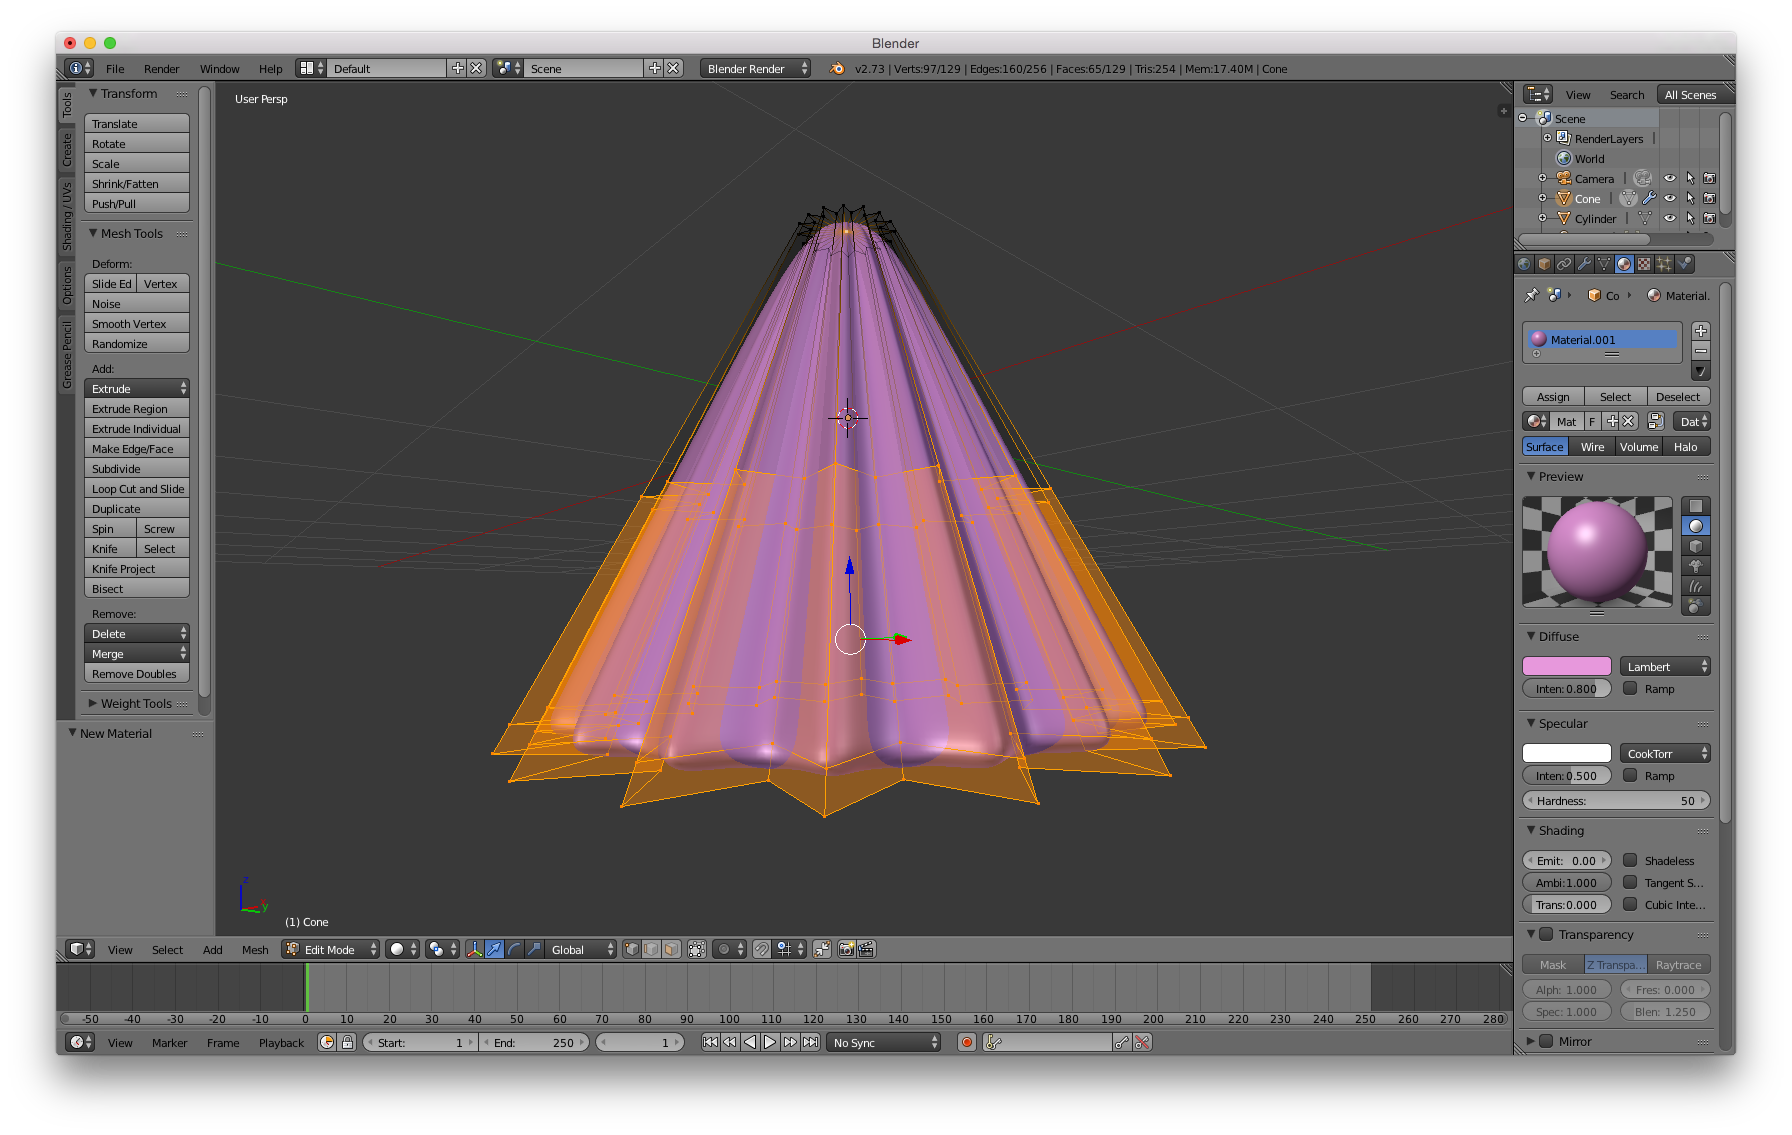 Blender
File Render Window Help Default Scene Blender Render v2.73 | Verts:97/129 | Edges:160/256 | Faces:65/129 | Tris:254 | Mem:17.40M | Cone
Tools
Create
Shading / UVs
Options
Grease Pencil
Transform
Translate
Rotate
Scale
Shrink/Fatten
Push/Pull
Mesh Tools
Deform:
Slide Ed Vertex
Noise
Smooth Vertex
Randomize
Add:
Extrude
Extrude Region
Extrude Individual
Make Edge/Face
Subdivide
Loop Cut and Slide
Duplicate
Spin Screw
Knife Select
Knife Project
Bisect
Remove:
Delete
Merge
Remove Doubles
Weight Tools
New Material
User Persp
z
y
(1) Cone
View Search All Scenes
Scene
RenderLayers |
World
Camera |
Cone |
Cylinder |
Co Material.
Material.001
Assign Select Deselect
Mat F Dat
Surface Wire Volume Halo
Preview
Diffuse
Lambert
Inten: 0.800 Ramp
Specular
CookTorr
Inten: 0.500 Ramp
Hardness: 50
Shading
Emit: 0.00 Shadeless
Ambi: 1.000 Tangent S...
Trans: 0.000 Cubic Inte...
Transparency
Mask Z Transpa... Raytrace
Alph: 1.000 Fres: 0.000
Spec: 1.000 Blen: 1.250
Mirror
View Select Add Mesh Edit Mode Global
-50 -40 -30 -20 -10 0 10 20 30 40 50 60 70 80 90 100 110 120 130 140 150 160 170 180 190 200 210 220 230 240 250 260 270 280
View Marker Frame Playback Start: 1 End: 250 1 No Sync